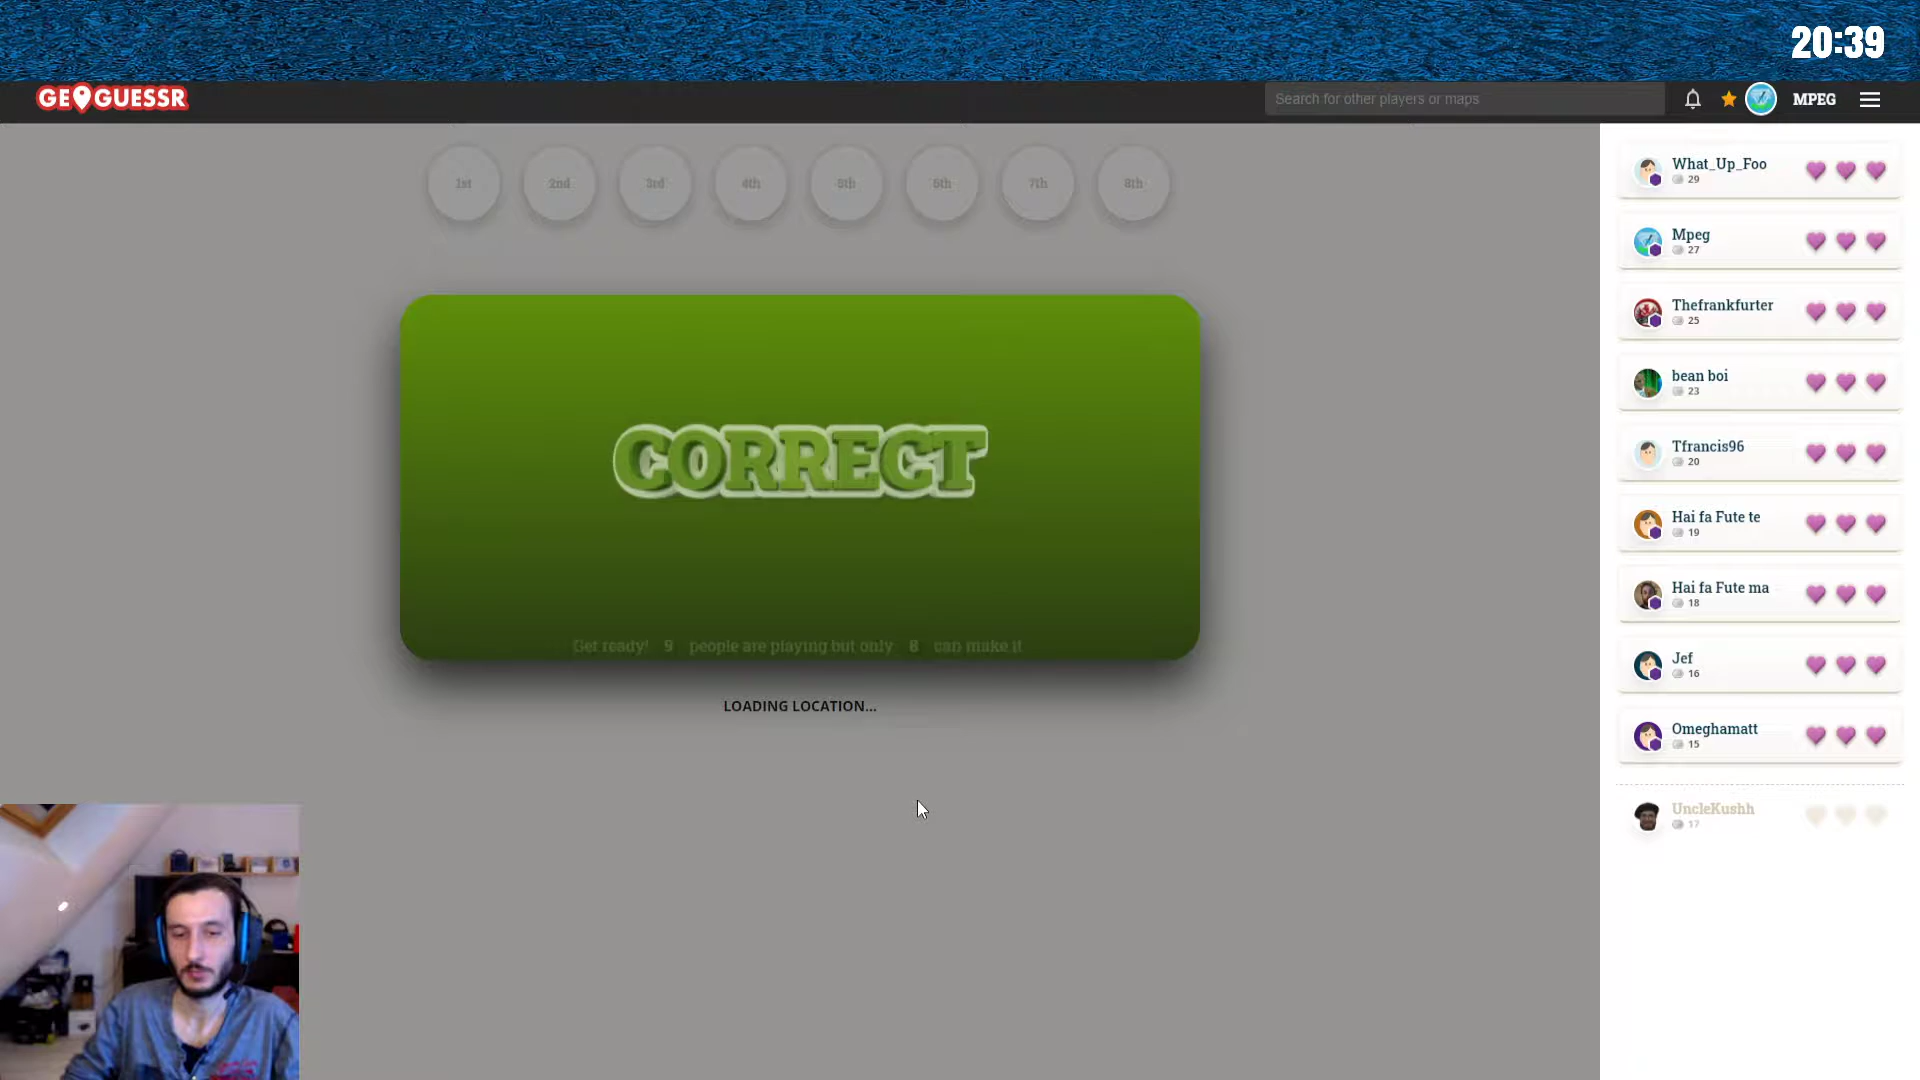 20:39
GEOGUESSR
Search for other players or maps
MPEG
1st 2nd 3rd 4th 5th 6th 7th 8th
CORRECT
Get ready! 9 people are playing but only 8 can make it
LOADING LOCATION...
What_Up_Foo
29
Mpeg
27
Thefrankfurter
25
bean boi
23
Tfrancis96
20
Hai fa Fute te
19
Hai fa Fute ma
18
Jef
16
Omeghamatt
15
UncleKushh
17